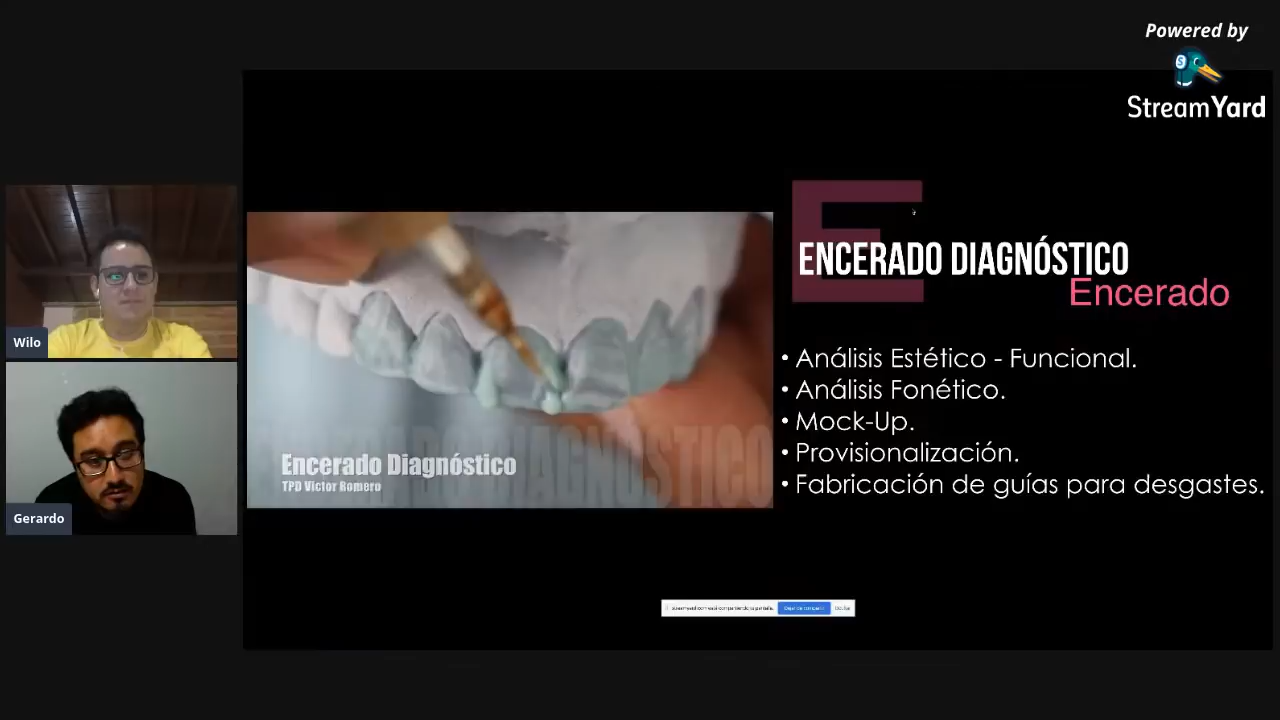 Powered by
StreamYard
Wilo
Gerardo
Encerado Diagnóstico
TPD Victor Romero
E
ENCERADO DIAGNÓSTICO
Encerado
• Análisis Estético - Funcional.
• Análisis Fonético.
• Mock-Up.
• Provisionalización.
• Fabricación de guías para desgastes.